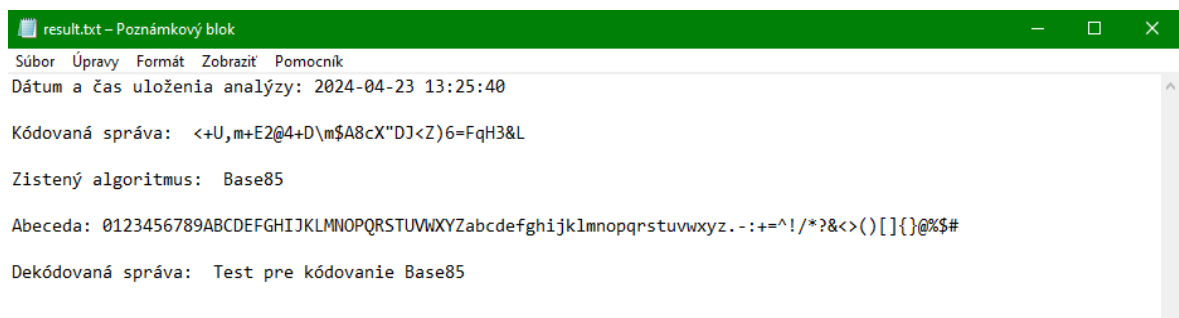 result.txt – Poznámkový blok
Súbor Úpravy Formát Zobraziť Pomocník
Dátum a čas uloženia analýzy: 2024-04-23 13:25:40
Kódovaná správa:  <+U,m+E2@4+D\m$A8cX"DJ<Z)6=FqH3&L
Zistený algoritmus:  Base85
Abeceda: 0123456789ABCDEFGHIJKLMNOPQRSTUVWXYZabcdefghijklmnopqrstuvwxyz.-:+=^!/*?&<>()[]{}@%$#
Dekódovaná správa:  Test pre kódovanie Base85